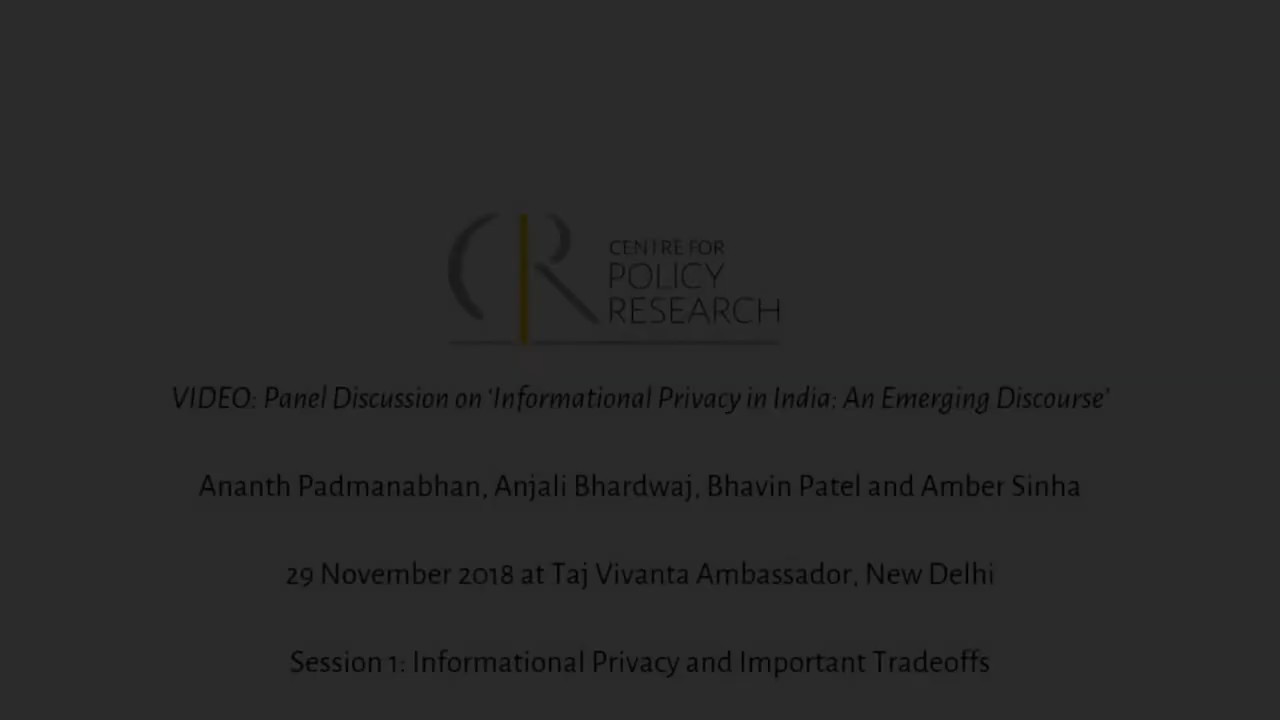 CENTRE FOR
POLICY
RESEARCH
VIDEO: Panel Discussion on ‘Informational Privacy in India: An Emerging Discourse’
Ananth Padmanabhan, Anjali Bhardwaj, Bhavin Patel and Amber Sinha
29 November 2018 at Taj Vivanta Ambassador, New Delhi
Session 1: Informational Privacy and Important Tradeoffs